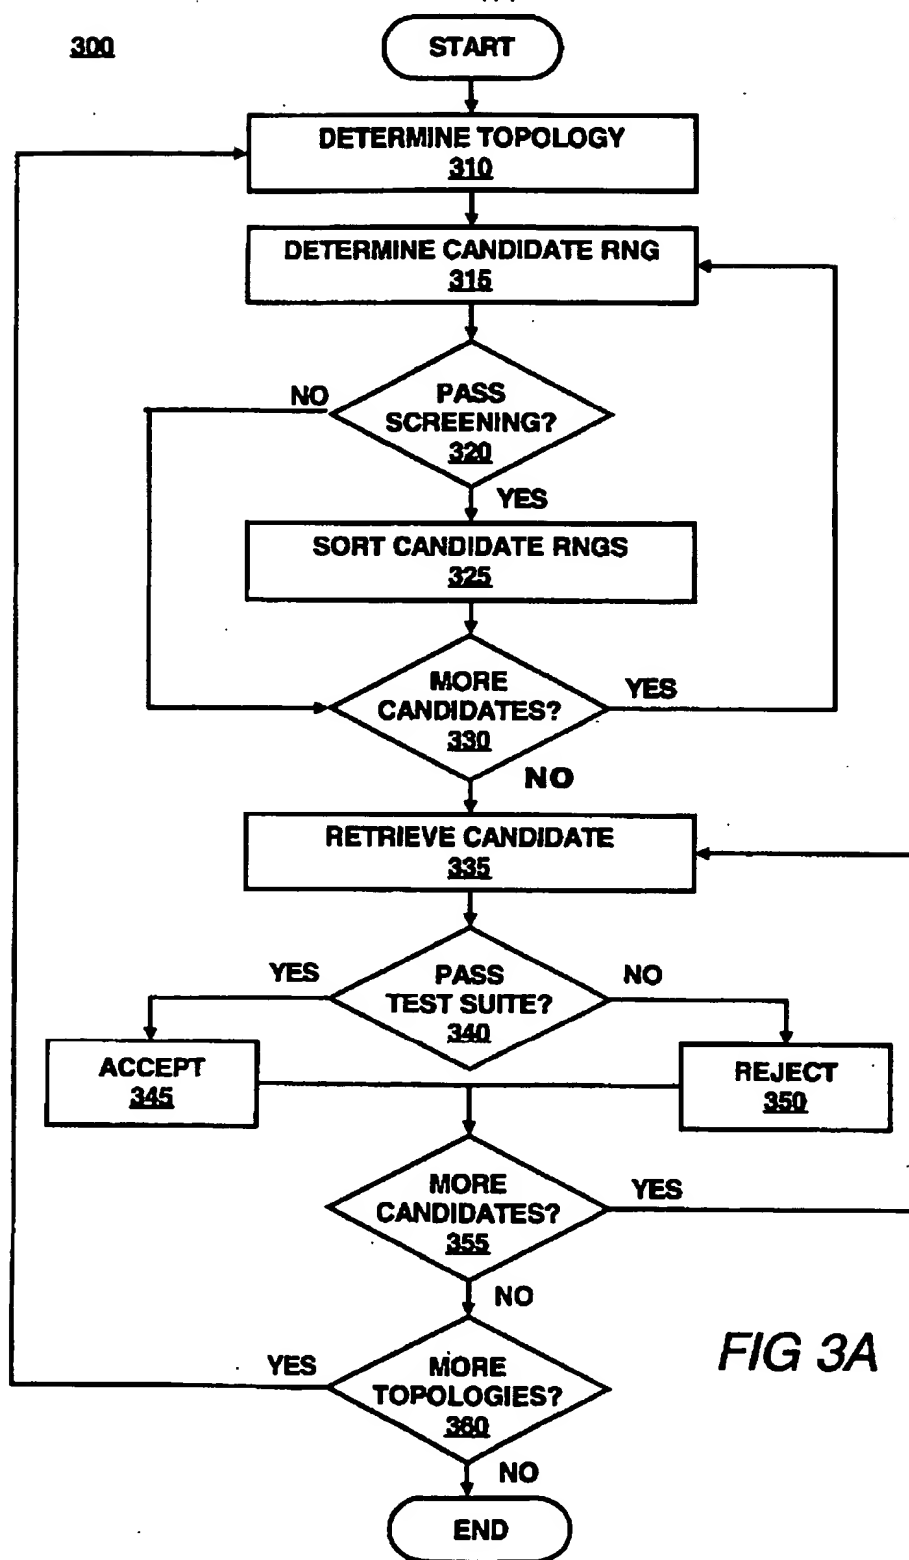 300
START
DETERMINE TOPOLOGY
310
DETERMINE CANDIDATE RNG
315
NO
PASS
SCREENING?
320
YES
SORT CANDIDATE RNGS
325
MORE
CANDIDATES?
330
YES
NO
RETRIEVE CANDIDATE
335
YES
PASS
TEST SUITE?
340
NO
ACCEPT
345
REJECT
350
MORE
CANDIDATES?
355
YES
NO
FIG 3A
YES
MORE
TOPOLOGIES?
360
NO
END